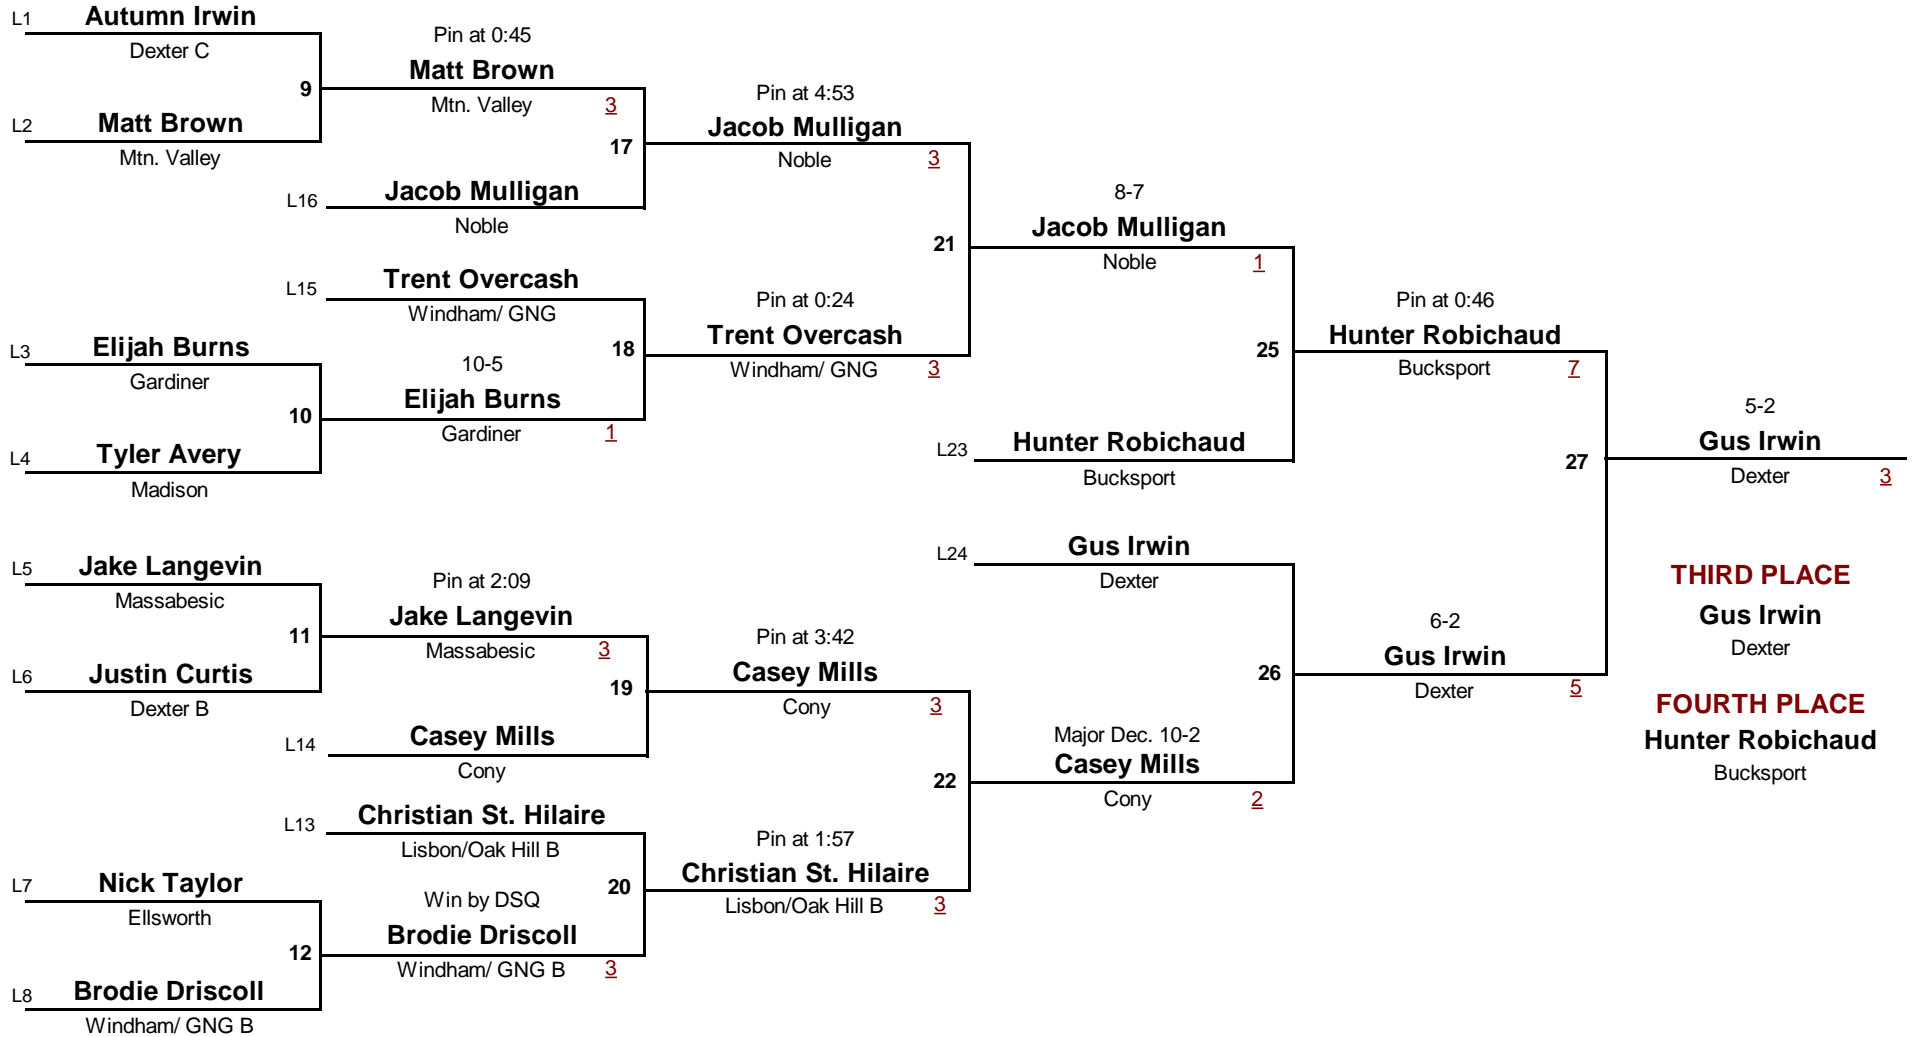 L1 Autumn Irwin
Dexter C
9
L2 Matt Brown
Mtn. Valley
Pin at 0:45
Matt Brown
Mtn. Valley 3
17
L16 Jacob Mulligan
Noble
L15 Trent Overcash
Windham/ GNG
18
L3 Elijah Burns
Gardiner
10
L4 Tyler Avery
Madison
10-5
Elijah Burns
Gardiner 1
Pin at 4:53
Jacob Mulligan
Noble 3
21
Pin at 0:24
Trent Overcash
Windham/ GNG 3
8-7
Jacob Mulligan
Noble 1
25
L23 Hunter Robichaud
Bucksport
Pin at 0:46
Hunter Robichaud
Bucksport 7
27
L5 Jake Langevin
Massabesic
11
L6 Justin Curtis
Dexter B
Pin at 2:09
Jake Langevin
Massabesic 3
19
L14 Casey Mills
Cony
L13 Christian St. Hilaire
Lisbon/Oak Hill B
20
L7 Nick Taylor
Ellsworth
12
L8 Brodie Driscoll
Windham/ GNG B
Win by DSQ
Brodie Driscoll
Windham/ GNG B 3
Pin at 3:42
Casey Mills
Cony 3
22
Pin at 1:57
Christian St. Hilaire
Lisbon/Oak Hill B 3
L24 Gus Irwin
Dexter
26
Major Dec. 10-2
Casey Mills
Cony 2
6-2
Gus Irwin
Dexter 5
5-2
Gus Irwin
Dexter 3
THIRD PLACE
Gus Irwin
Dexter
FOURTH PLACE
Hunter Robichaud
Bucksport